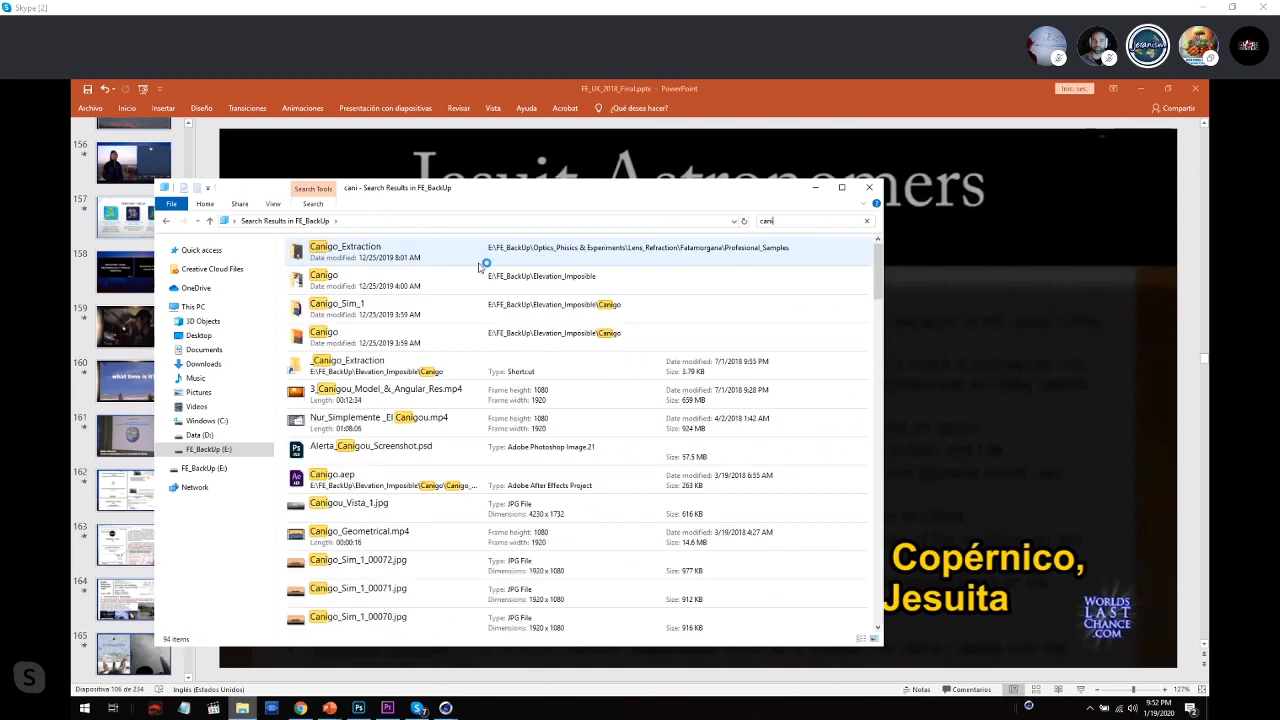 Skype [2]
FE_UK_2018_Final.pptx - PowerPoint
Inic. ses.
Archivo Inicio Insertar Diseño Transiciones Animaciones Presentación con diapositivas Revisar Vista Ayuda Acrobat ¿Qué desea hacer? Compartir
jeranism
Jesuit Astronomers
156
157
158
159
160
161
162
163
164
165
what time is it?
Search Tools
cani - Search Results in FE_BackUp
File Home Share View Search
Search Results in FE_BackUp
cani
Quick access
Creative Cloud Files
OneDrive
This PC
3D Objects
Desktop
Documents
Downloads
Music
Pictures
Videos
Windows (C:)
Data (D:)
FE_BackUp (E:)
FE_BackUp (E:)
Network
Canigo_Extraction E:\FE_BackUp\Optics_Phisics & Experiments\Lens_Refraction\Fatamorgana\Profesional_Samples
Date modified: 12/25/2019 8:01 AM
Canigo E:\FE_BackUp\Elevation_Imposible
Date modified: 12/25/2019 4:00 AM
Canigo_Sim_1 E:\FE_BackUp\Elevation_Imposible\Canigo
Date modified: 12/25/2019 3:59 AM
Canigo E:\FE_BackUp\Elevation_Imposible\Canigo
Date modified: 12/25/2019 3:59 AM
_Canigo_Extraction Date modified: 7/1/2018 9:55 PM
E:\FE_BackUp\Elevation_Imposible\Canigo Type: Shortcut Size: 3.79 KB
3_Canigou_Model_&_Angular_Res.mp4 Frame height: 1080 Date modified: 7/1/2018 9:28 PM
Length: 00:12:34 Frame width: 1920 Size: 659 MB
Nur_Simplemente _El Canigou.mp4 Frame height: 1080 Date modified: 4/2/2018 1:42 AM
Length: 01:08:06 Frame width: 1920 Size: 924 MB
Alerta_Canigou_Screenshot.psd Type: Adobe Photoshop Image.21
Size: 57.5 MB
Canigo.aep Date modified: 3/19/2018 6:55 AM
E:\FE_BackUp\Elevation_Imposible\Canigo\Canigo_... Type: Adobe After Effects Project Size: 263 KB
Canigou_Vista_1.jpg Type: JPG File
Dimensions: 4230 x 1732 Size: 616 KB
Canigo_Geometrical.mp4 Frame height: 1080 Date modified: 3/19/2018 4:27 AM
Length: 00:00:16 Frame width: 1920 Size: 14.6 MB
Canigo_Sim_1_00072.jpg Type: JPG File
Dimensions: 1920 x 1080 Size: 977 KB
Canigo_Sim_1_00071.jpg Type: JPG File
Dimensions: 1920 x 1080 Size: 912 KB
Canigo_Sim_1_00070.jpg Type: JPG File
Dimensions: 1920 x 1080 Size: 916 KB
94 items
Copérnico,
Jesuita
WORLDS
LAST
CHANCE
.COM
Diapositiva 106 de 234 Inglés (Estados Unidos) Notas Comentarios 127%
9:52 PM
1/19/2020